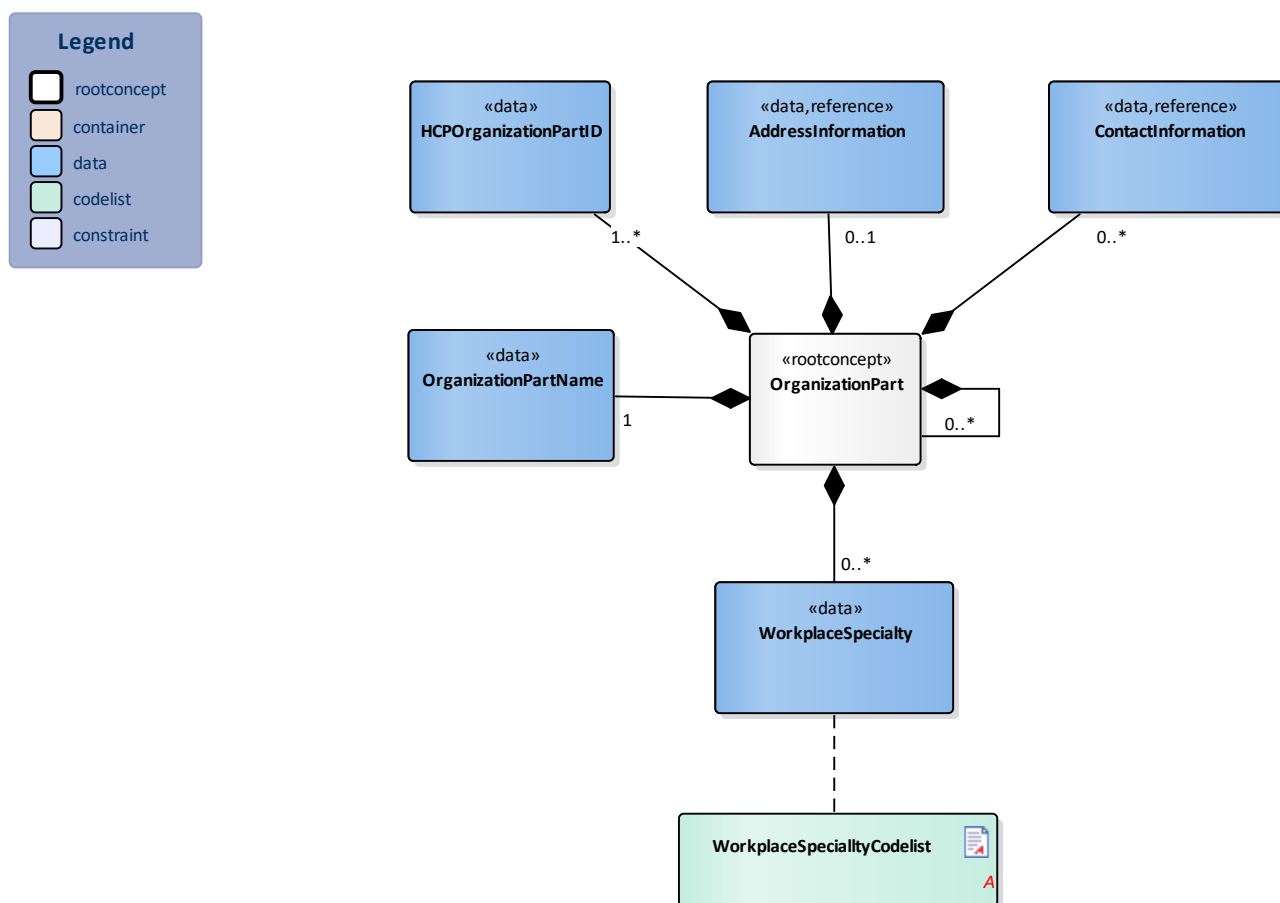 Legend
rootconcept
container
data
codelist
constraint
«data»
HCPOrganizationPartID
«data,reference»
AddressInformation
«data,reference»
ContactInformation
1..*
0..1
0..*
«data»
OrganizationPartName
1
«rootconcept»
OrganizationPart
0..*
0..*
«data»
WorkplaceSpecialty
WorkplaceSpecialltyCodelist
A